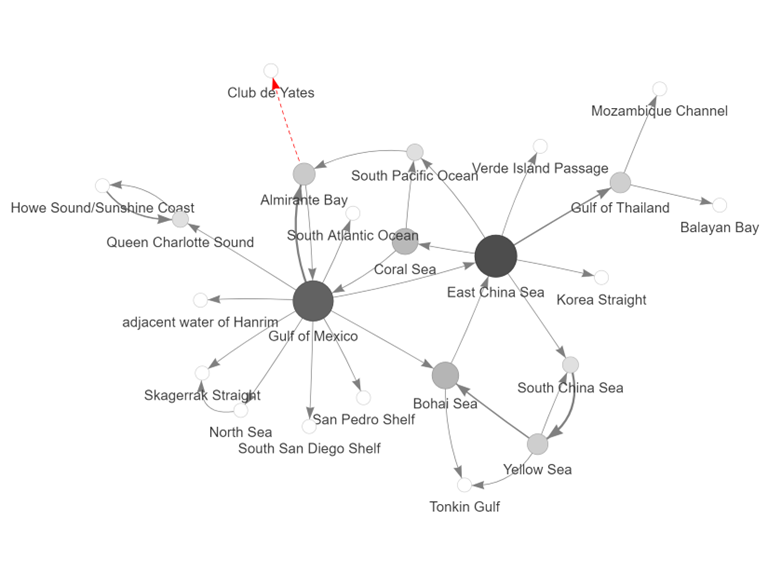 Club de Yates
Mozambique Channel
Verde Island Passage
South Pacific Ocean
Almirante Bay
Howe Sound/Sunshine Coast
Gulf of Thailand
Balayan Bay
South Atlantic Ocean
Queen Charlotte Sound
Coral Sea
East China Sea
Korea Straight
adjacent water of Hanrim
Gulf of Mexico
South China Sea
Skagerrak Straight
Bohai Sea
San Pedro Shelf
North Sea
South San Diego Shelf
Yellow Sea
Tonkin Gulf